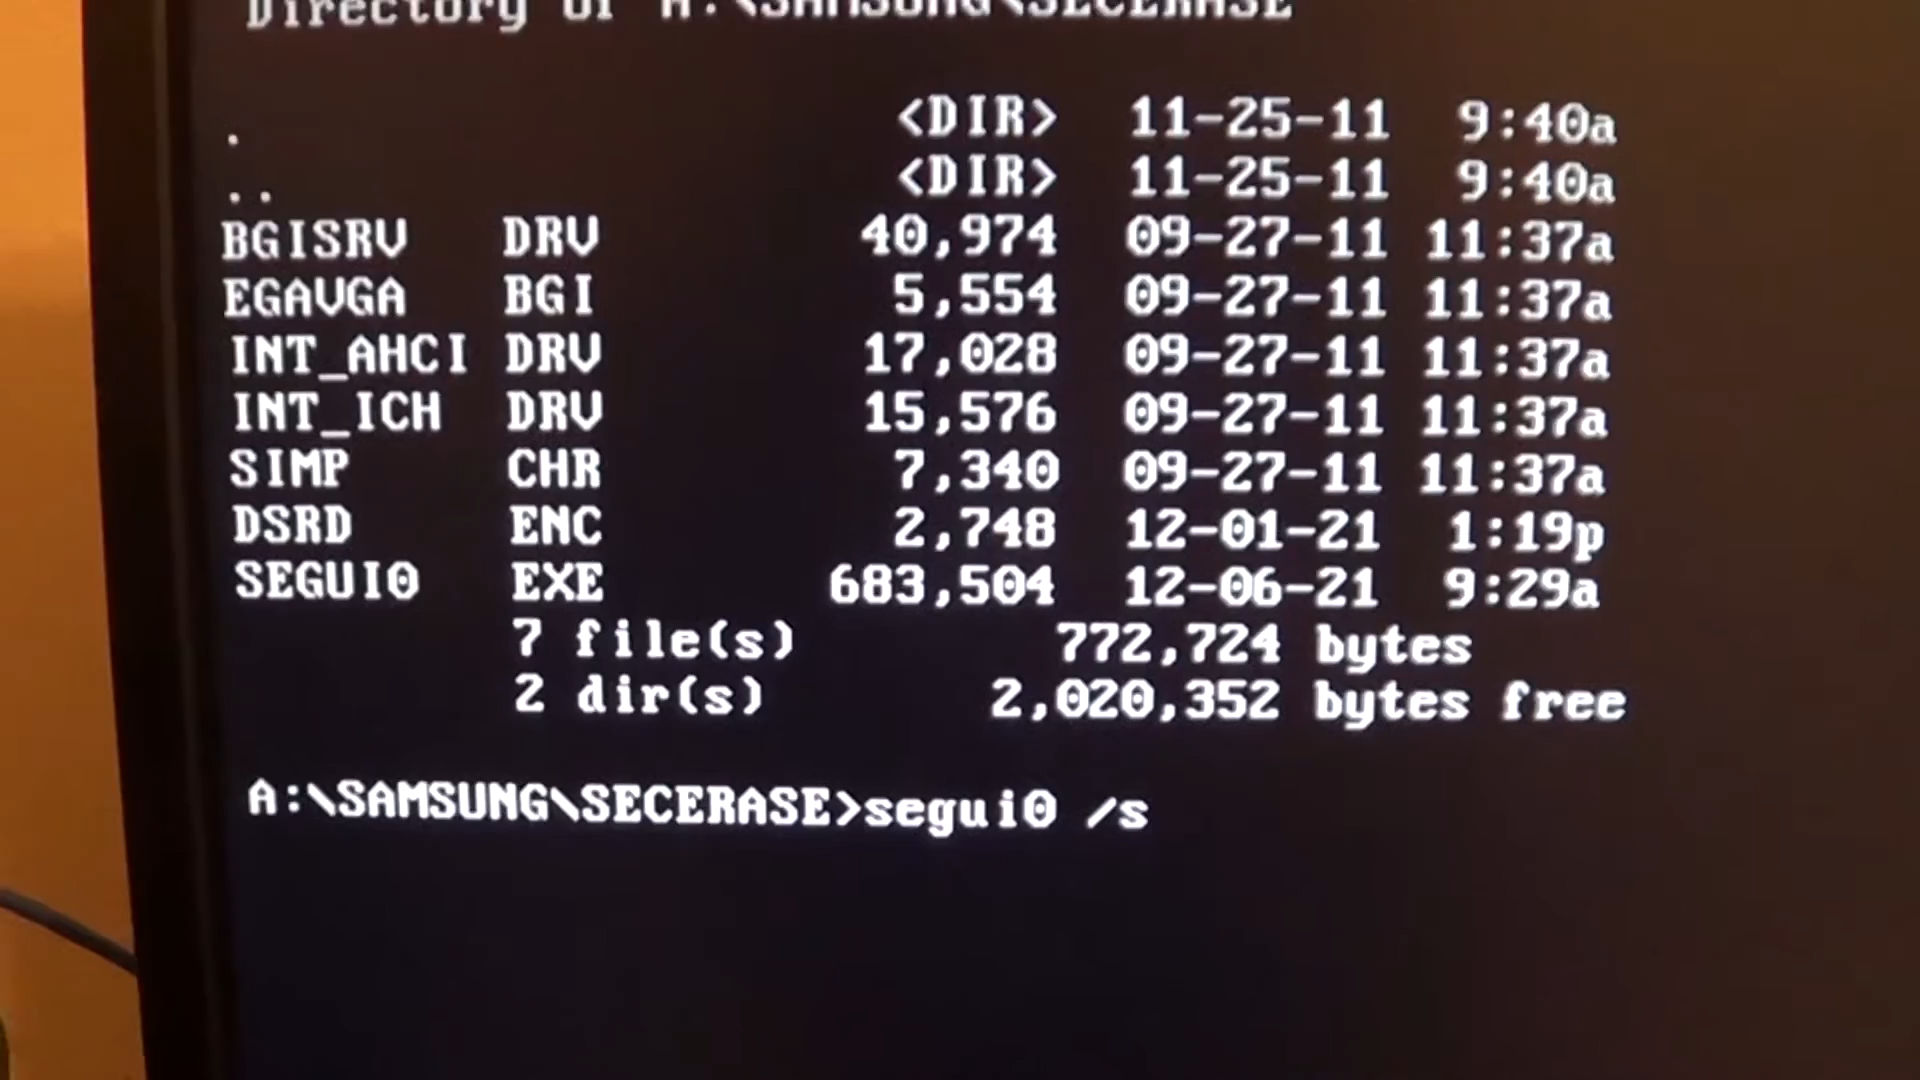 Directory of A:\SAMSUNG\SECERASE
. <DIR> 11-25-11 9:40a
.. <DIR> 11-25-11 9:40a
BGISRV DRV 40,974 09-27-11 11:37a
EGAVGA BGI 5,554 09-27-11 11:37a
INT_AHCI DRV 17,028 09-27-11 11:37a
INT_ICH DRV 15,576 09-27-11 11:37a
SIMP CHR 7,340 09-27-11 11:37a
DSRD ENC 2,748 12-01-21 1:19p
SEGUI0 EXE 683,504 12-06-21 9:29a
7 file(s) 772,724 bytes
2 dir(s) 2,020,352 bytes free
A:\SAMSUNG\SECERASE>segui0 /s